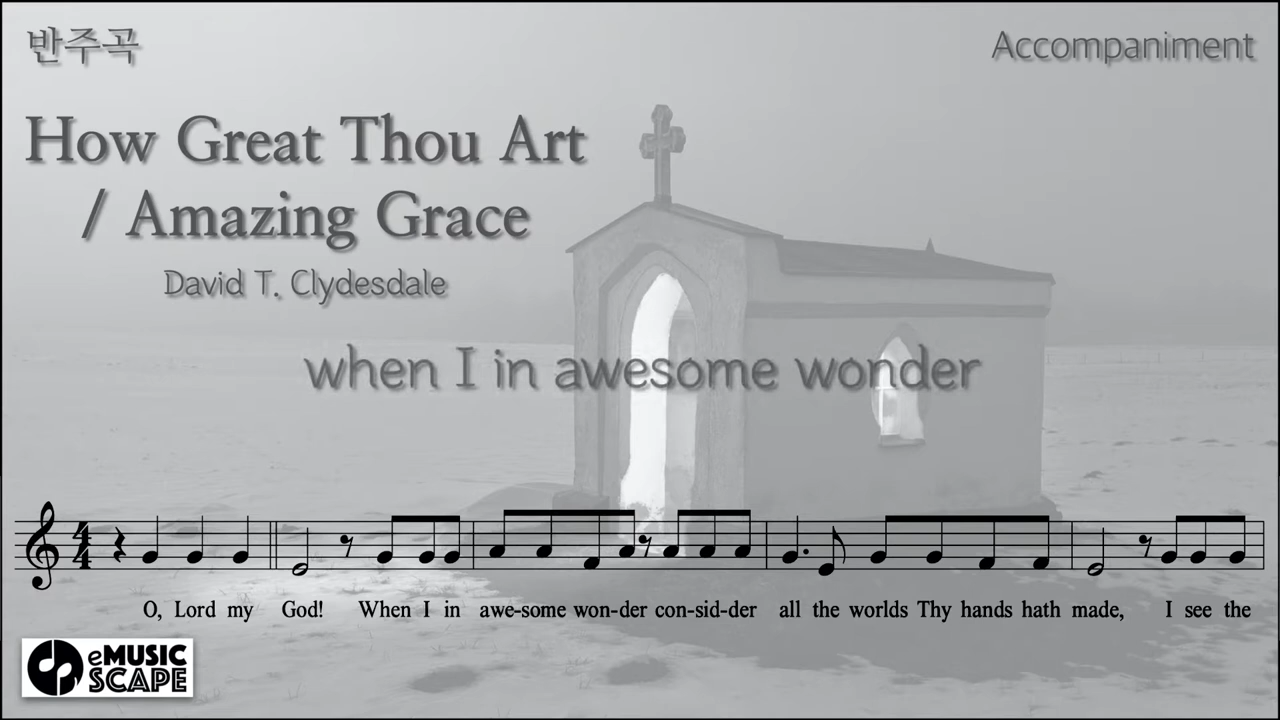 반주곡
Accompaniment
How Great Thou Art
/ Amazing Grace
David T. Clydesdale
when I in awesome wonder
4
4
O, Lord my God! When I in awe-some won-der con-sid-der all the worlds Thy hands hath made, I see the
eMUSIC
SCAPE